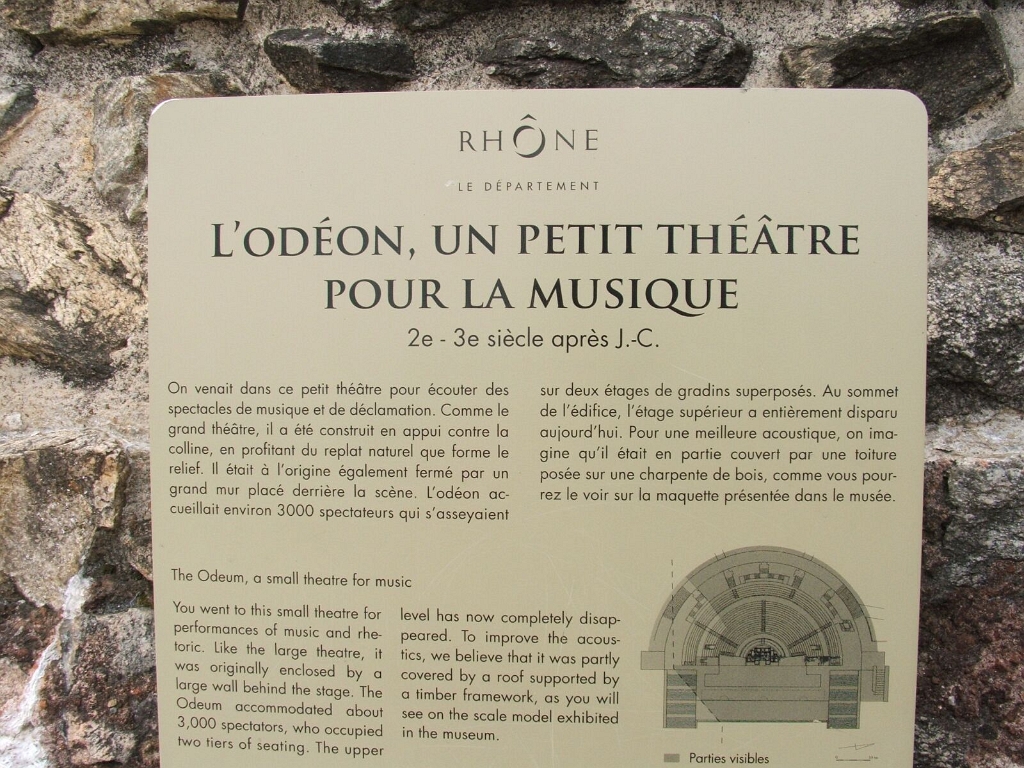 RHÔNE
LE DÉPARTEMENT
L'ODÉON, UN PETIT THÉÂTRE
POUR LA MUSIQUE
2e - 3e siècle après J.-C.
On venait dans ce petit théâtre pour écouter des
spectacles de musique et de déclamation. Comme le
grand théâtre, il a été construit en appui contre la
colline, en profitant du replat naturel que forme le
relief. Il était à l'origine également fermé par un
grand mur placé derrière la scène. L'odéon ac-
cueillait environ 3000 spectateurs qui s'asseyaient
sur deux étages de gradins superposés. Au sommet
de l'édifice, l'étage supérieur a entièrement disparu
aujourd'hui. Pour une meilleure acoustique, on ima-
gine qu'il était en partie couvert par une toiture
posée sur une charpente de bois, comme vous pour-
rez le voir sur la maquette présentée dans le musée.
The Odeum, a small theatre for music
You went to this small theatre for
performances of music and rhe-
toric. Like the large theatre, it
was originally enclosed by a
large wall behind the stage. The
Odeum accommodated about
3,000 spectators, who occupied
two tiers of seating. The upper
level has now completely disap-
peared. To improve the acous-
tics, we believe that it was partly
covered by a roof supported by
a timber framework, as you will
see on the scale model exhibited
in the museum.
Parties visibles